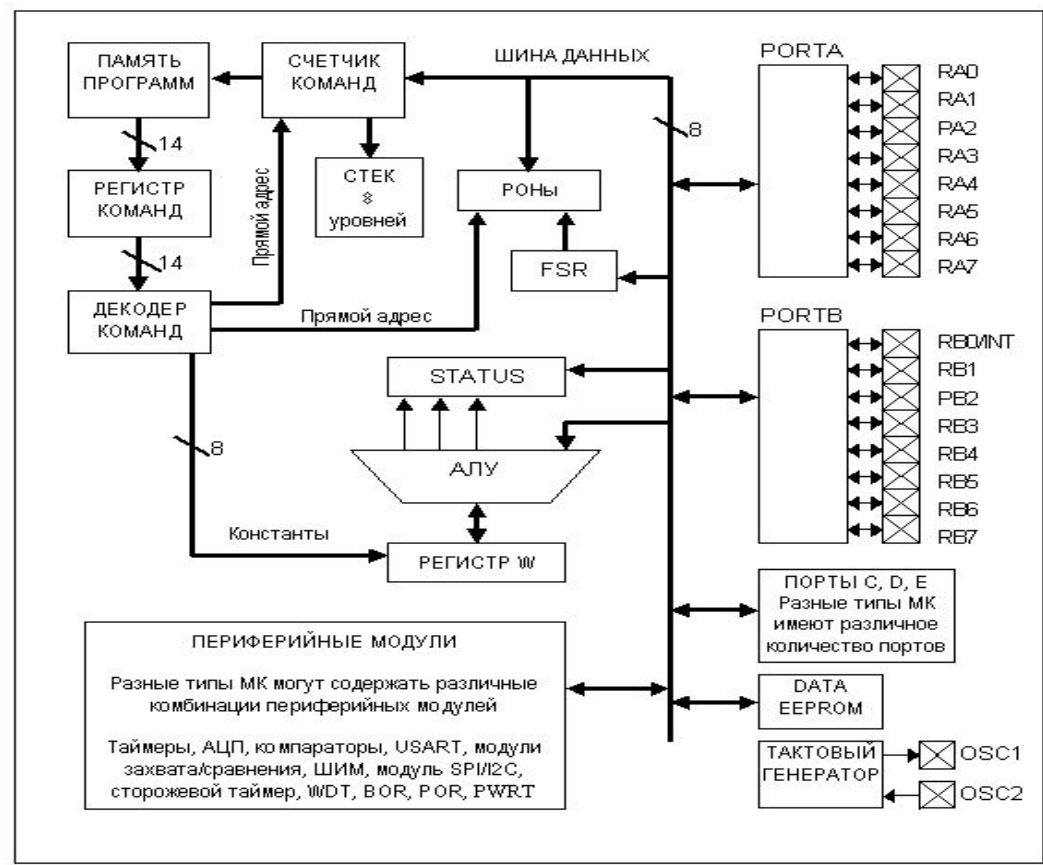 ПАМЯТЬ
ПРОГРАММ
СЧЕТЧИК
КОМАНД
ШИНА ДАННЫХ
PORTA
RA0
RA1
PA2
RA3
RA4
RA5
RA6
RA7
14
8
РЕГИСТР
КОМАНД
Прямой адрес
СТЕК
8
уровней
РОНы
FSR
14
ДЕКОДЕР
КОМАНД
Прямой адрес
PORTB
RB0/INT
RB1
PB2
RB3
RB4
RB5
RB6
RB7
STATUS
8
АЛУ
Константы
РЕГИСТР W
ПОРТЫ C, D, E
Разные типы МК
имеют различное
количество портов
ПЕРИФЕРИЙНЫЕ МОДУЛИ
Разные типы МК могут содержать различные
комбинации периферийных модулей
Таймеры, АЦП, компараторы, USART, модули
захвата/сравнения, ШИМ, модуль SPI/I2C,
сторожевой таймер, WDT, BOR, POR, PWRT
DATA
EEPROM
ТАКТОВЫЙ
ГЕНЕРАТОР
OSC1
OSC2